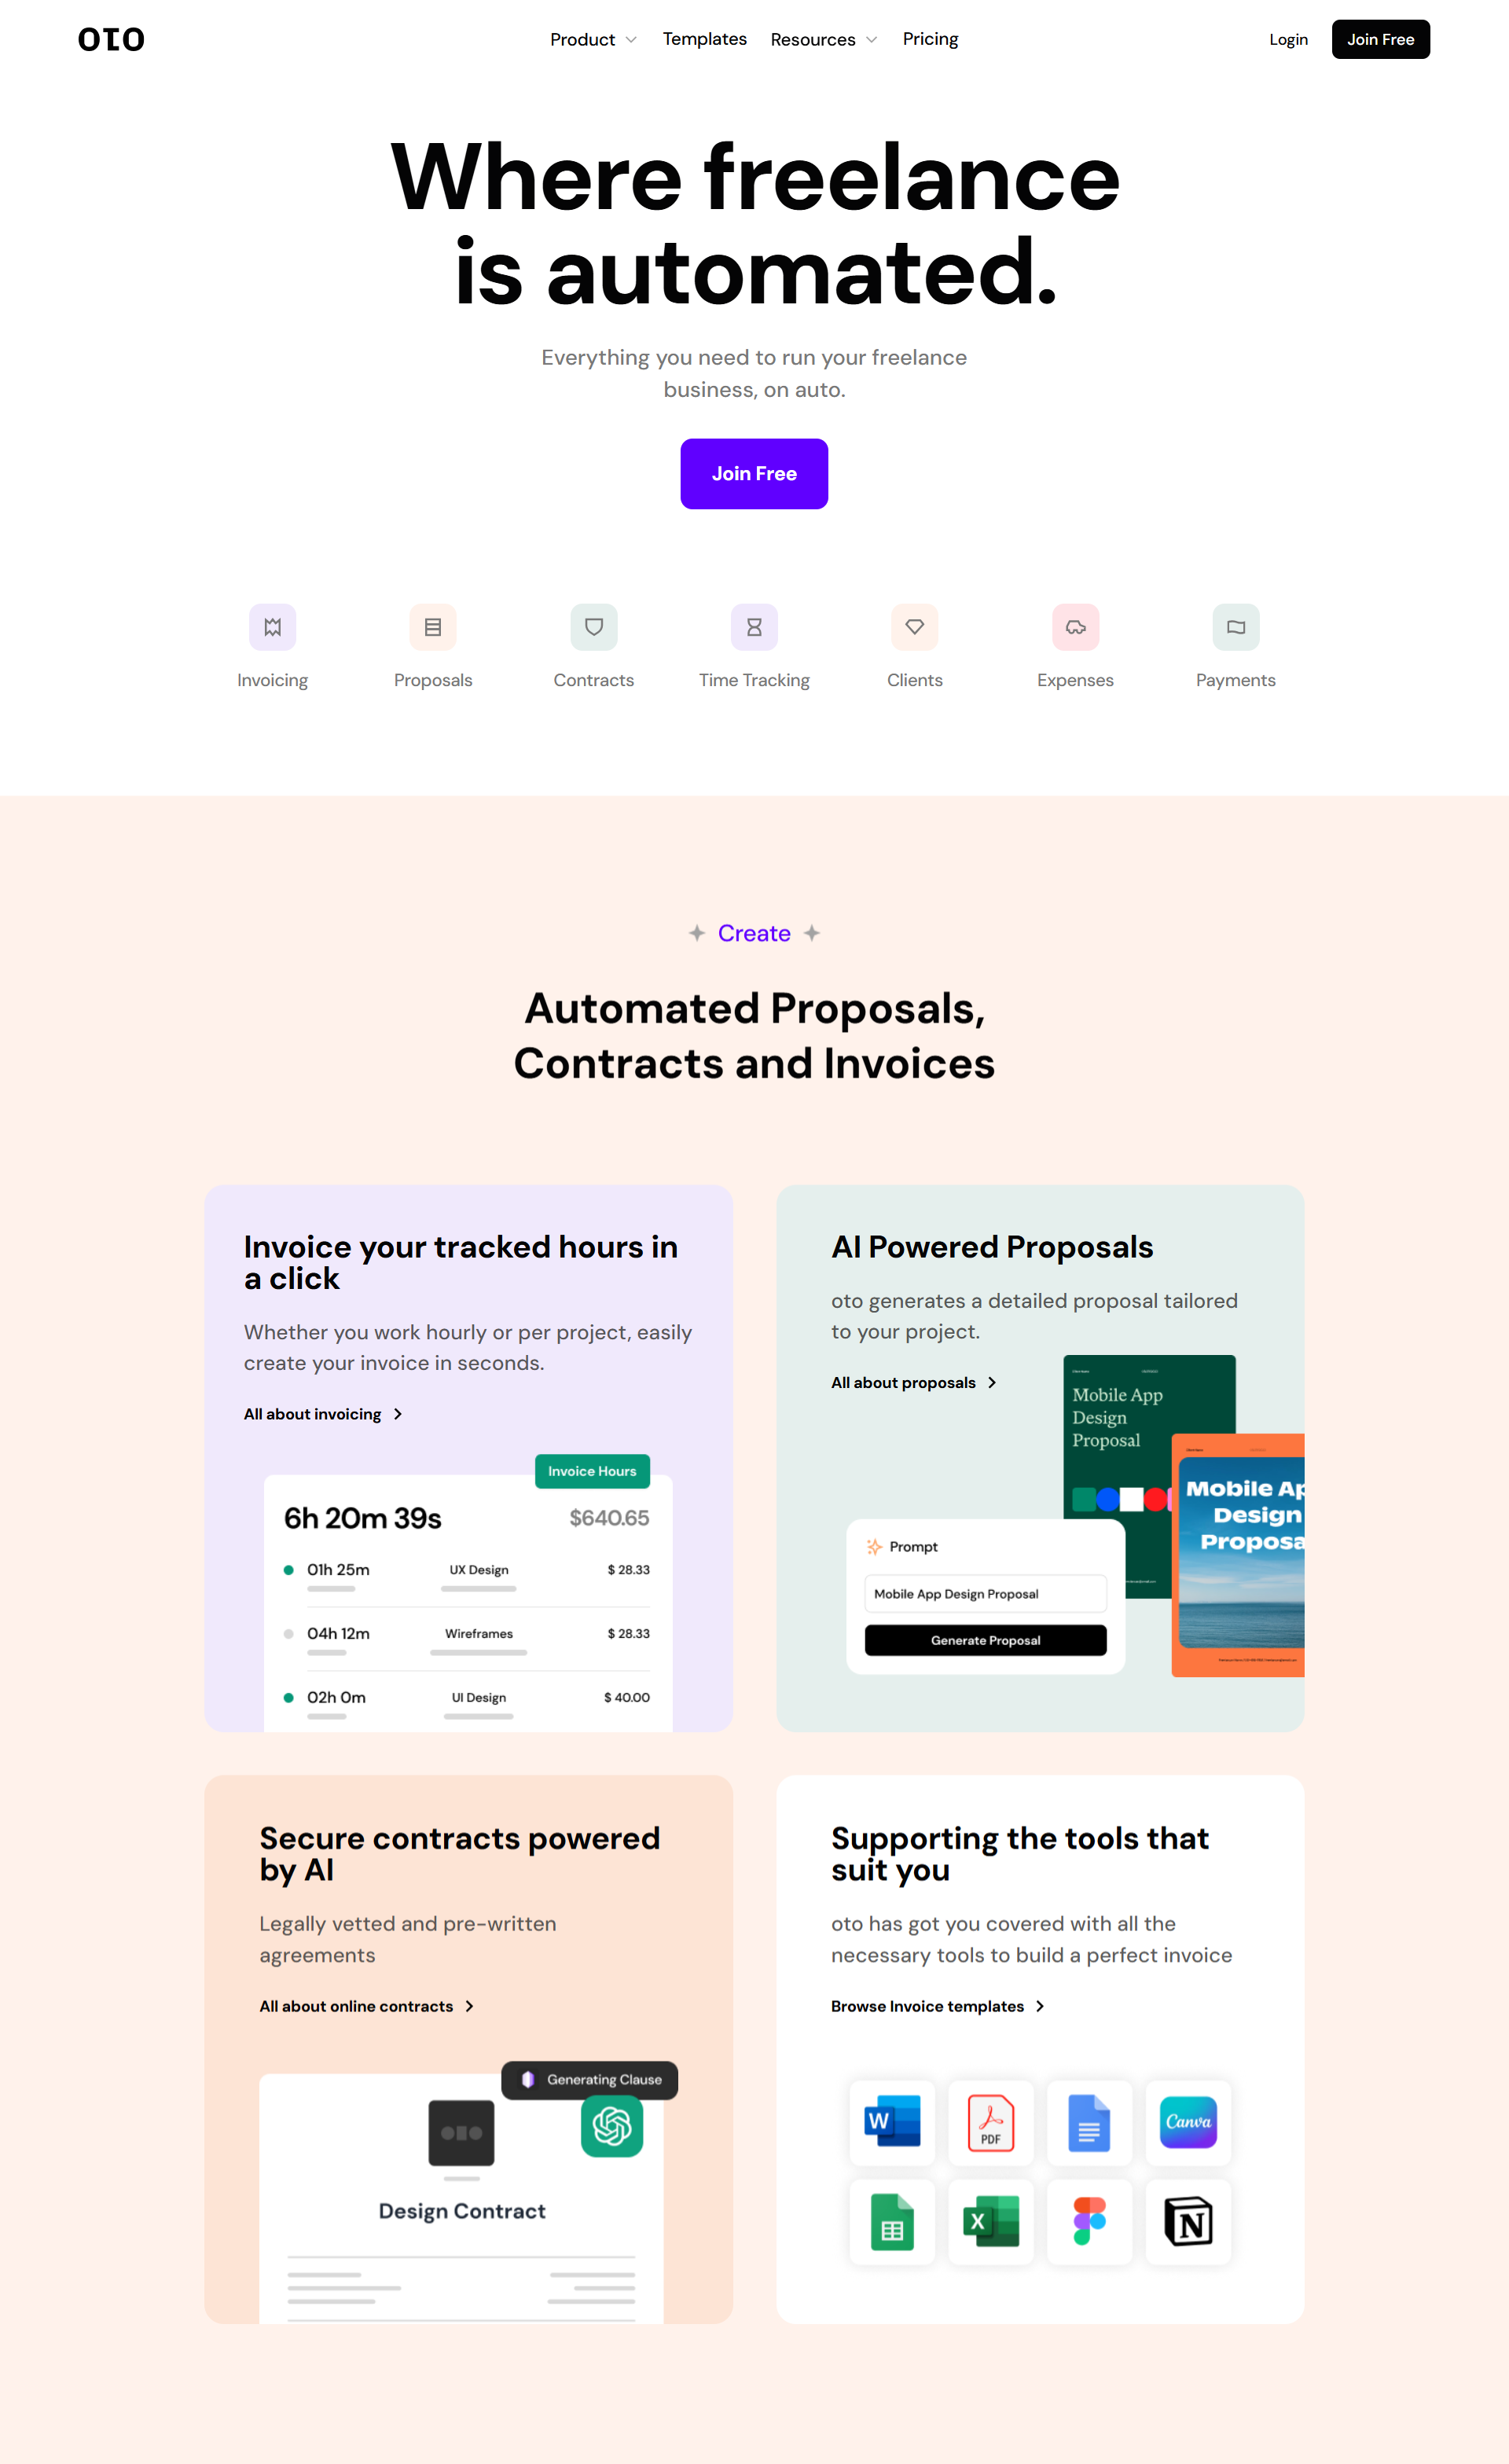 OTO
Product
Templates
Resources
Pricing
Login
Join Free
Where freelance
is automated.
Everything you need to run your freelance
business, on auto.
Join Free
Invoicing
Proposals
Contracts
Time Tracking
Clients
Expenses
Payments
Create
Automated Proposals,
Contracts and Invoices
Invoice your tracked hours in
a click
Whether you work hourly or per project, easily
create your invoice in seconds.
All about invoicing
Invoice Hours
6h 20m 39s
$640.65
01h 25m
UX Design
$ 28.33
04h 12m
Wireframes
$ 28.33
02h 0m
UI Design
$ 40.00
AI Powered Proposals
oto generates a detailed proposal tailored
to your project.
All about proposals
Mobile App
Design
Proposal
Mobile Ap
Design
Proposa
Prompt
Mobile App Design Proposal
Generate Proposal
Secure contracts powered
by AI
Legally vetted and pre-written
agreements
All about online contracts
Generating Clause
Design Contract
Supporting the tools that
suit you
oto has got you covered with all the
necessary tools to build a perfect invoice
Browse Invoice templates
W
PDF
Canva
X
N